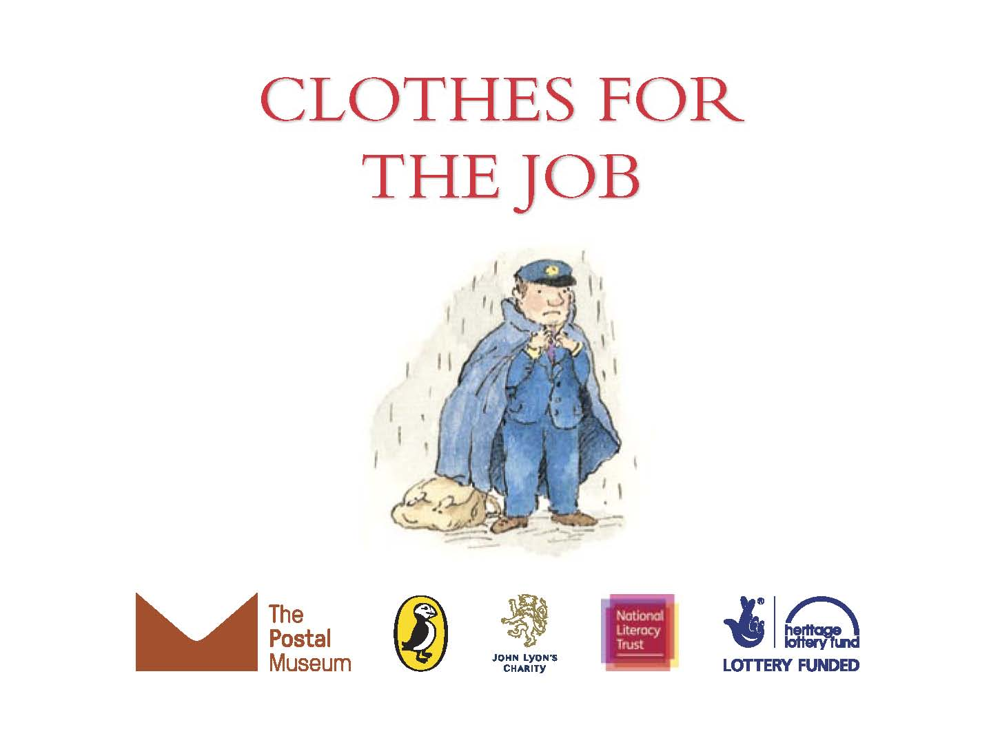 CLOTHES FOR
THE JOB
The
Postal
Museum
JOHN LYON'S
CHARITY
National
Literacy
Trust
®
heritage
lottery fund
LOTTERY FUNDED